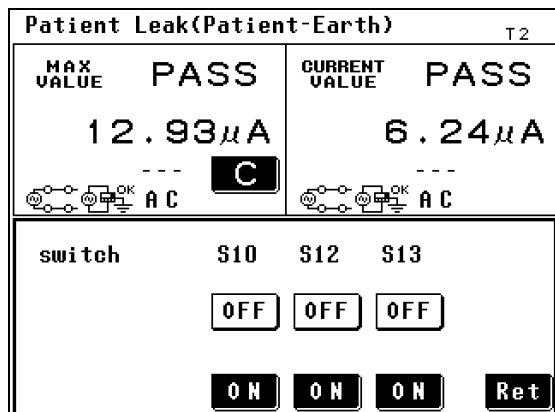 Patient Leak(Patient-Earth) T2
MAX VALUE PASS
12.93μA
--- C
OK AC
CURRENT VALUE PASS
6.24μA
---
OK AC
switch S10 S12 S13
OFF OFF OFF
ON ON ON Ret